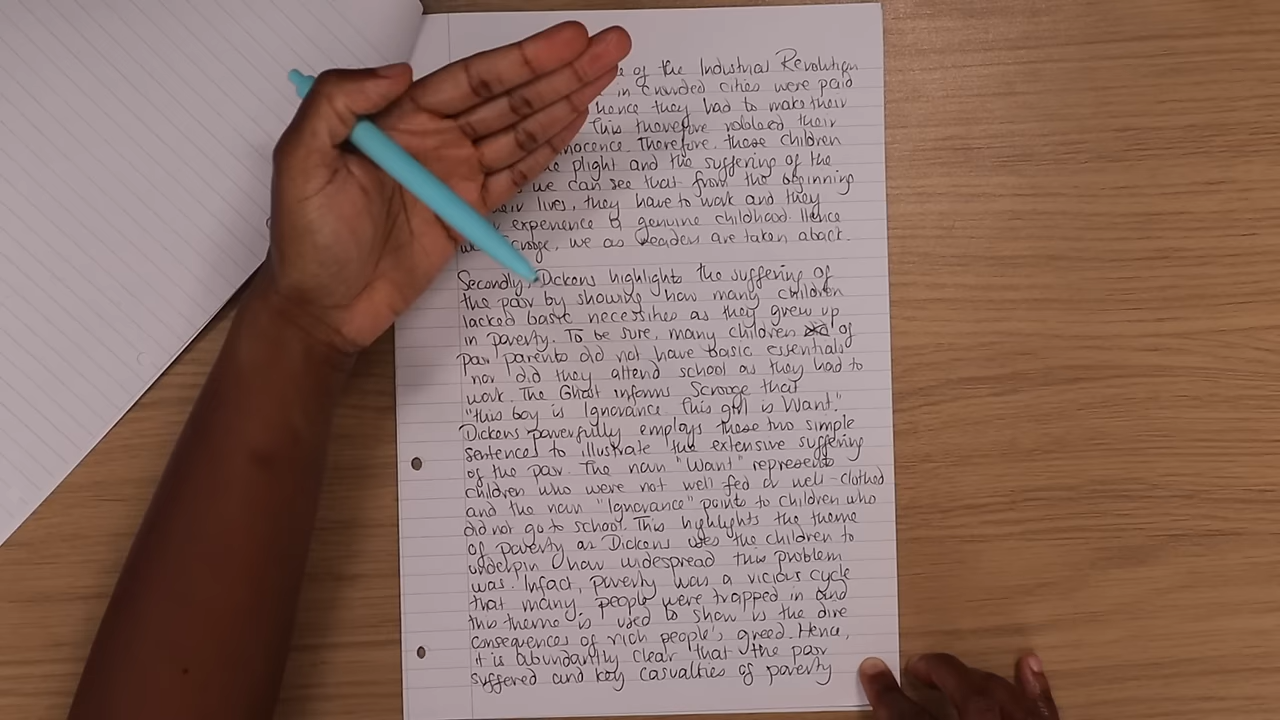 of the Industrial Revolution
in crowded cities were paid
hence they had to make their
This therefore robbed their
Therefore, these children
plight and the suffering of the
we can see that from the beginning
lives, they have to work and they
experience a genuine childhood. Hence
Scrooge, we as readers are taken aback.
Secondly, Dickens highlights the suffering of
the poor by showing how many children
lacked basic necessities as they grew up
in poverty. To be sure, many children of
poor parents did not have basic essentials
nor did they attend school as they had to
work. The Ghost informs Scrooge that
"this boy is Ignorance this girl is Want."
Dickens powerfully employs these two simple
sentences to illustrate the extensive suffering
of the poor. The noun "Want" represents
children who were not well fed or well-clothed
and the noun "Ignorance" points to children who
did not go to school. This highlights the theme
of poverty as Dickens uses the children to
underpin how widespread this problem
was. Infact, poverty was a vicious cycle
that many people were trapped in and
this theme is used to show us the dire
consequences of rich people's greed. Hence,
it is abundantly clear that the poor
suffered and key casualties of poverty